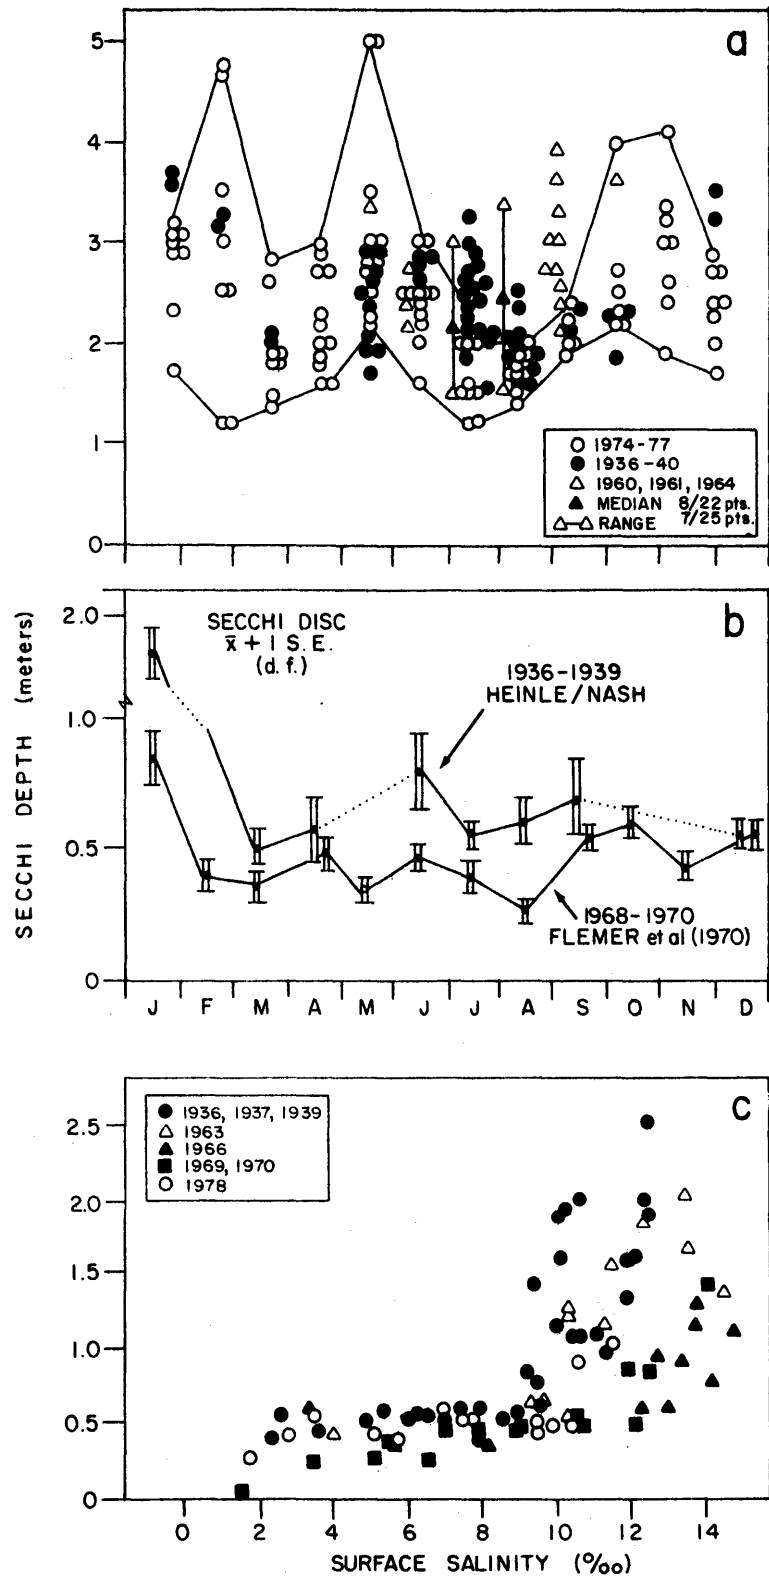 a
5
4
3
2
1
0
○ 1974-77
● 1936-40
△ 1960, 1961, 1964
▲ MEDIAN 8/22 pts.
△—△ RANGE 7/25 pts.
SECCHI DEPTH (meters)
b
2.0
1.0
0.5
0
SECCHI DISC
x̄ + 1 S.E.
(d.f.)
1936-1939
HEINLE/NASH
1968-1970
FLEMER et al (1970)
J F M A M J J A S O N D
c
2.5
2.0
1.5
1.0
0.5
0
● 1936, 1937, 1939
△ 1963
▲ 1966
■ 1969, 1970
○ 1978
0 2 4 6 8 10 12 14
SURFACE SALINITY (‰)